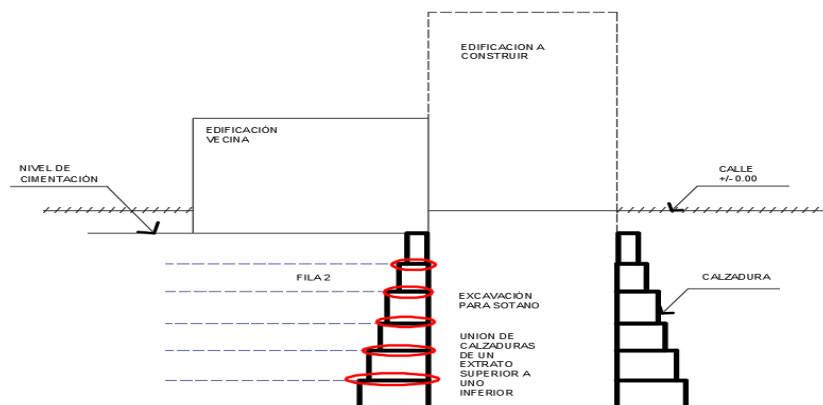 EDIFICACION A
CONSTRUIR
EDIFICACIÓN
VECINA
NIVEL DE
CIMENTACIÓN
CALLE
+/- 0.00
FILA 2
CALZADURA
EXCAVACIÓN
PARA SOTANO
UNION DE
CALZADURAS
DE UN
EXTRATO
SUPERIOR A
UNO
INFERIOR